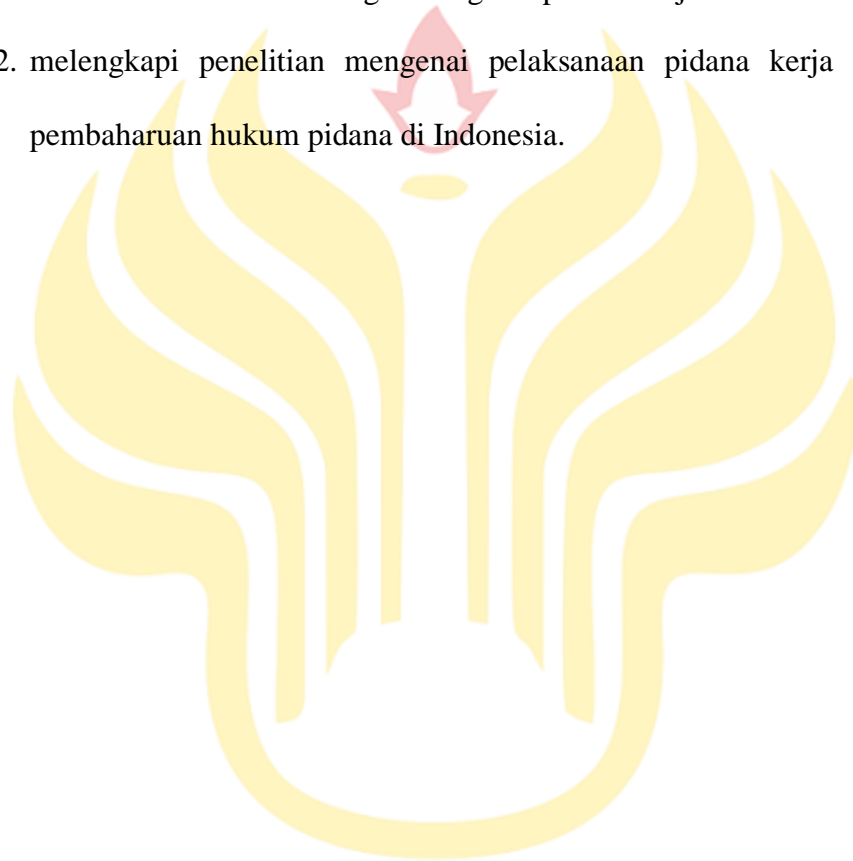 2. melengkapi penelitian mengenai pelaksanaan pidana kerja
pembaharuan hukum pidana di Indonesia.